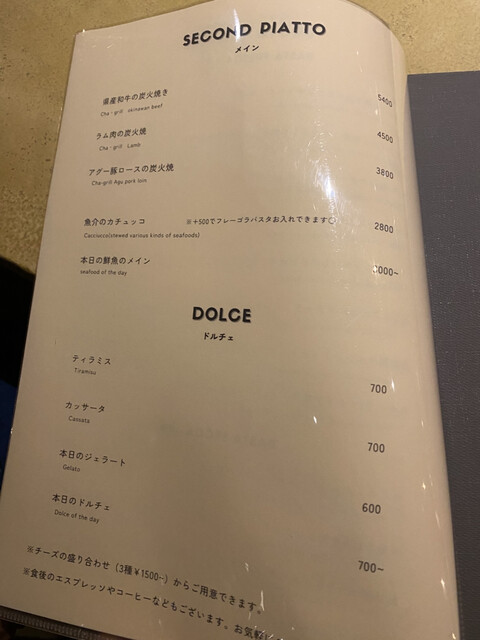 SECOND PIATTO
メイン
県産和牛の炭火焼き 5400
Cha-grill okinawan beef
ラム肉の炭火焼 4500
Cha-grill Lamb
アグー豚ロースの炭火焼 3800
Cha-grill Agu pork loin
魚介のカチュッコ ※+500でフレーゴラパスタお入れできます 2800
Cacciucco(stewed various kinds of seafoods)
本日の鮮魚のメイン 000~
seafood of the day
DOLCE
ドルチェ
ティラミス 700
Tiramisu
カッサータ 700
Cassata
本日のジェラート 600
Gelato
本日のドルチェ 700~
Dolce of the day
※チーズの盛り合わせ（3種¥1500~）からご用意できます。
※食後のエスプレッソやコーヒーなどもございます。お気軽